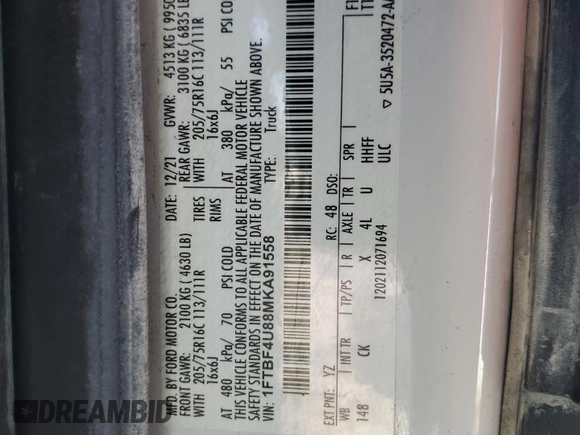 MFD. BY FORD MOTOR CO.
DATE: 12/21 GVWR: 4513 KG ( 9950
FRONT GAWR: 2100 KG ( 4630 LB) REAR GAWR: 3100 KG ( 6835 LB
WITH 205/75R16C 113/111R TIRES WITH 205/75R16C 113/111R
16x6J RIMS 16x6J
AT 480 kPa/ 70 PSI COLD AT 380 kPa/ 55 PSI COLD
THIS VEHICLE CONFORMS TO ALL APPLICABLE FEDERAL MOTOR VEHICLE
SAFETY STANDARDS IN EFFECT ON THE DATE OF MANUFACTURE SHOWN ABOVE.
VIN: 1FTBF4U88MKA91558 TYPE: Truck
EXT PNT: YZ RC: 48 DSO:
WB INT TR TP/PS R AXLE TR SPR
148 CK X 4L U HHFF
1202112071694 ULC
▽ 5U5A-3520472-A
DREAMBID